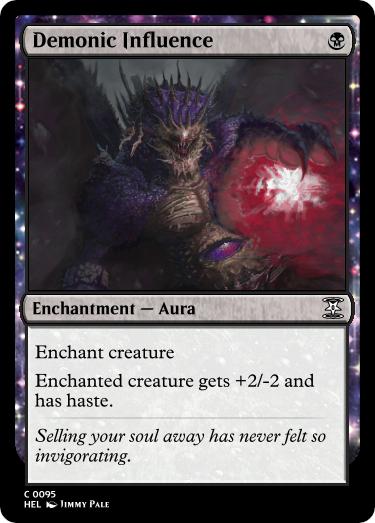 Demonic Influence
Enchantment — Aura
Enchant creature
Enchanted creature gets +2/-2 and
has haste.
Selling your soul away has never felt so
invigorating.
C 0095
HEL Jimmy Pale